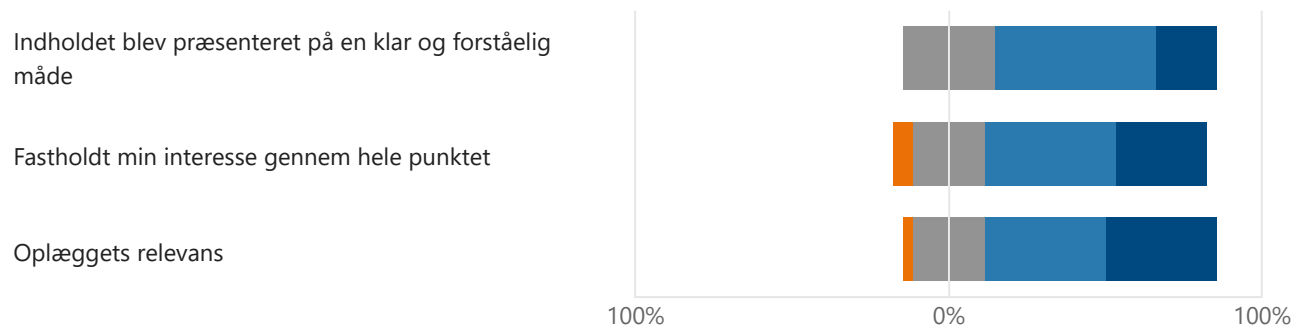 Indholdet blev præsenteret på en klar og forståelig
måde
Fastholdt min interesse gennem hele punktet
Oplæggets relevans
100% 0% 100%